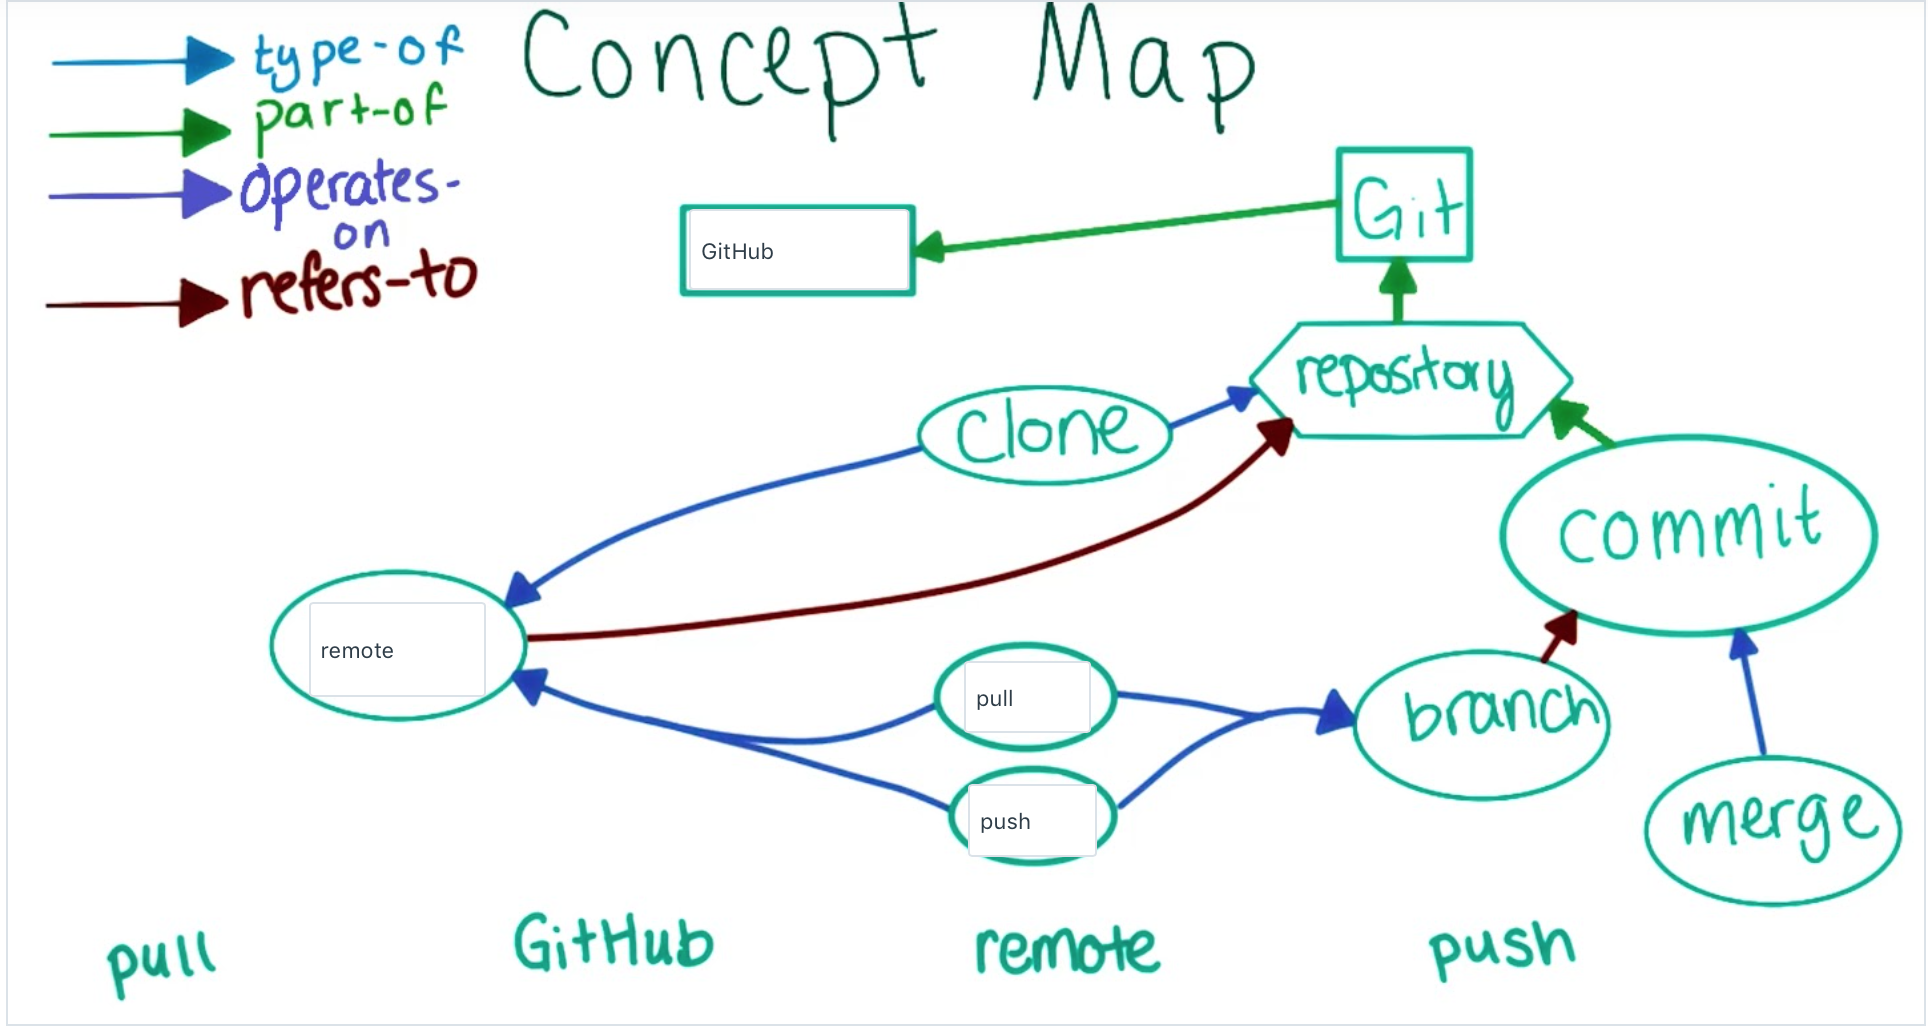 Concept Map
type-of
part-of
operates-
on
refers-to
Git
GitHub
repository
Clone
commit
remote
pull
branch
push
merge
pull GitHub remote push